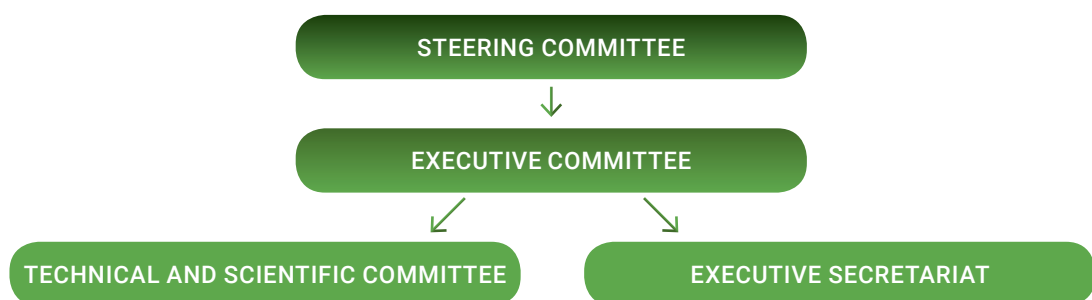 STEERING COMMITTEE
EXECUTIVE COMMITTEE
TECHNICAL AND SCIENTIFIC COMMITTEE
EXECUTIVE SECRETARIAT